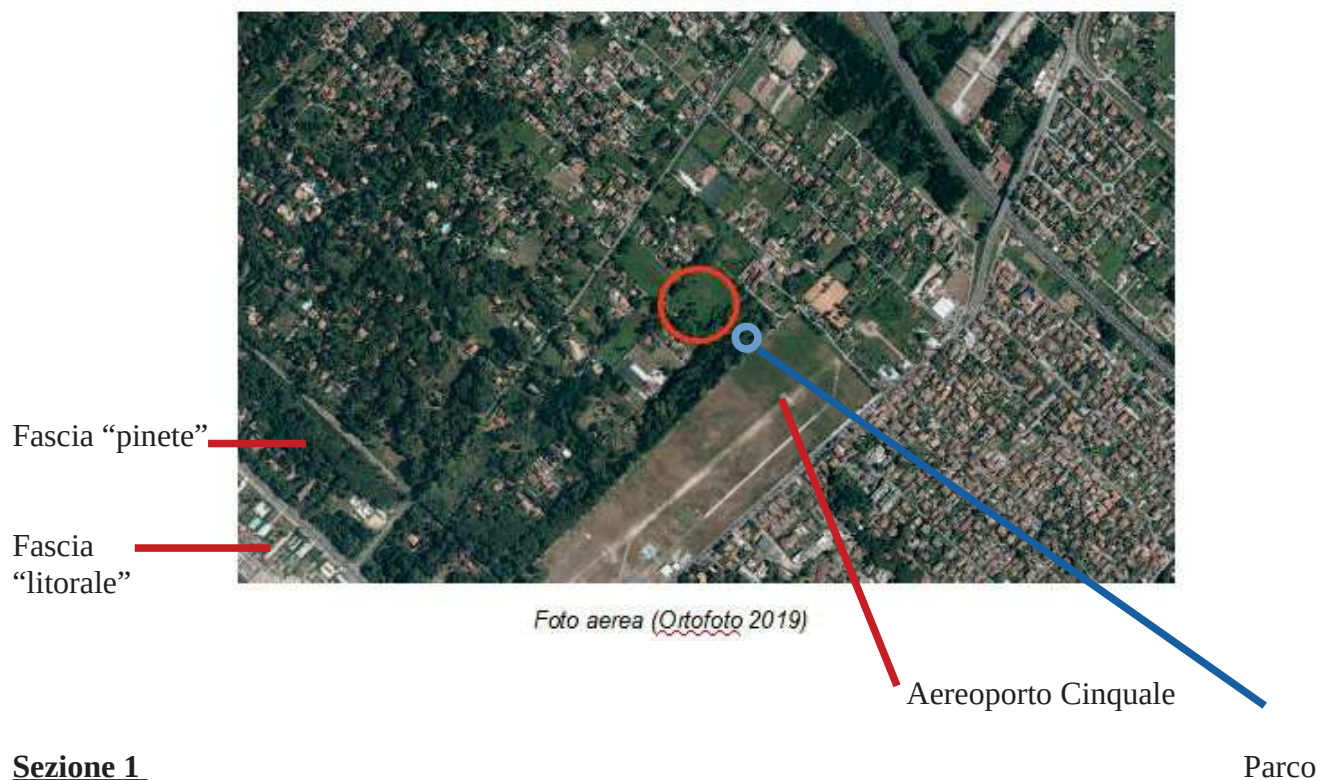 Fascia “pinete”
Fascia
“litorale”
Foto aerea (Ortofoto 2019)
Aereoporto Cinquale
Sezione 1
Parco